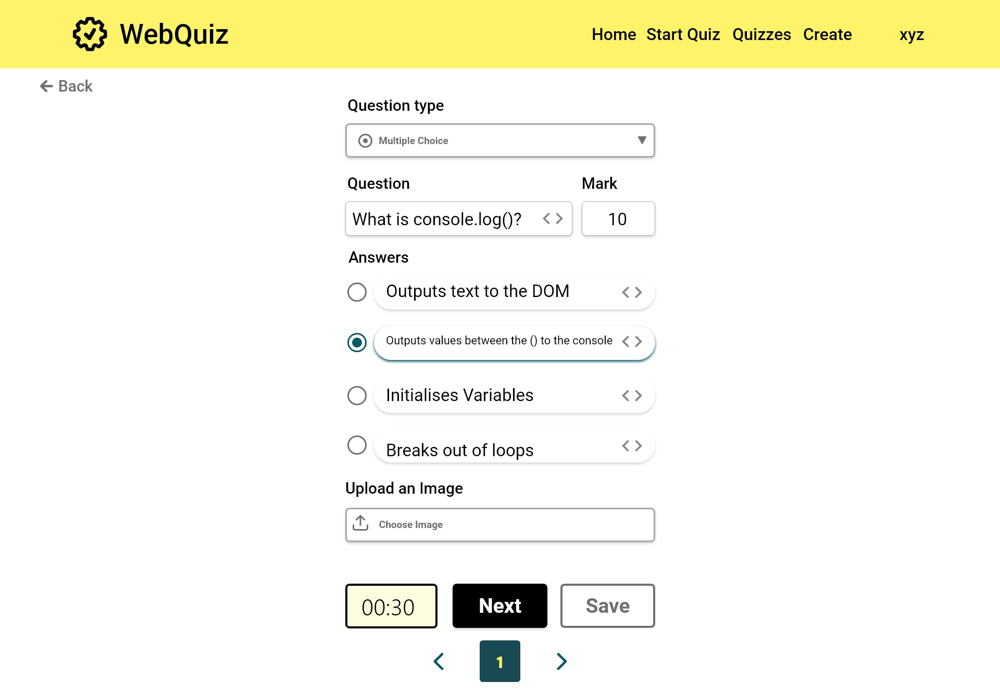 WebQuiz
Home Start Quiz Quizzes Create xyz
Back
Question type
Multiple Choice
Question Mark
What is console.log()? < > 10
Answers
Outputs text to the DOM < >
Outputs values between the () to the console < >
Initialises Variables < >
Breaks out of loops < >
Upload an Image
Choose Image
00:30 Next Save
1